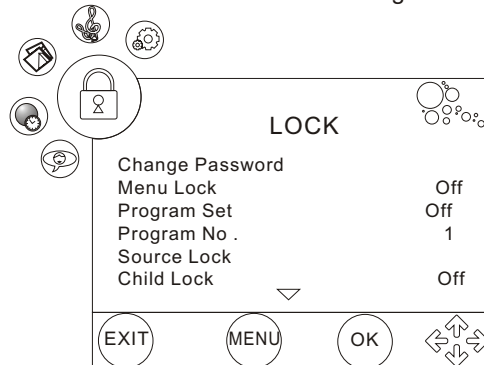 LOCK
Change Password
Menu Lock Off
Program Set Off
Program No . 1
Source Lock
Child Lock Off
EXIT MENU OK